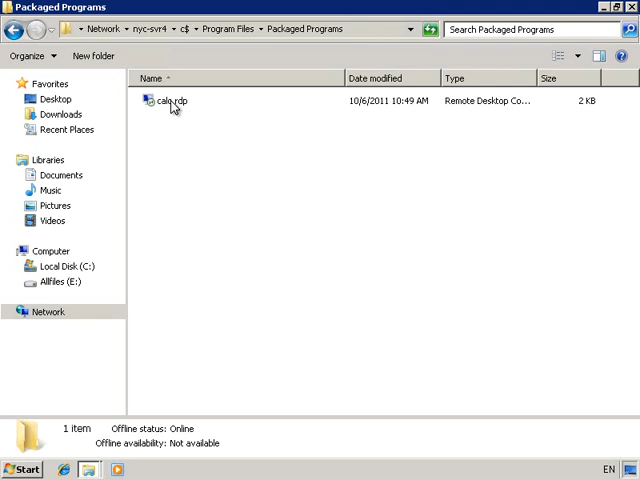 Packaged Programs
Network ▸ nyc-svr4 ▸ c$ ▸ Program Files ▸ Packaged Programs
Search Packaged Programs
Organize
New folder
Name
Date modified
Type
Size
Favorites
Desktop
Downloads
Recent Places
Libraries
Documents
Music
Pictures
Videos
Computer
Local Disk (C:)
Allfiles (E:)
Network
calc.rdp
10/6/2011 10:49 AM
Remote Desktop Co...
2 KB
1 item
Offline status: Online
Offline availability: Not available
Start
EN